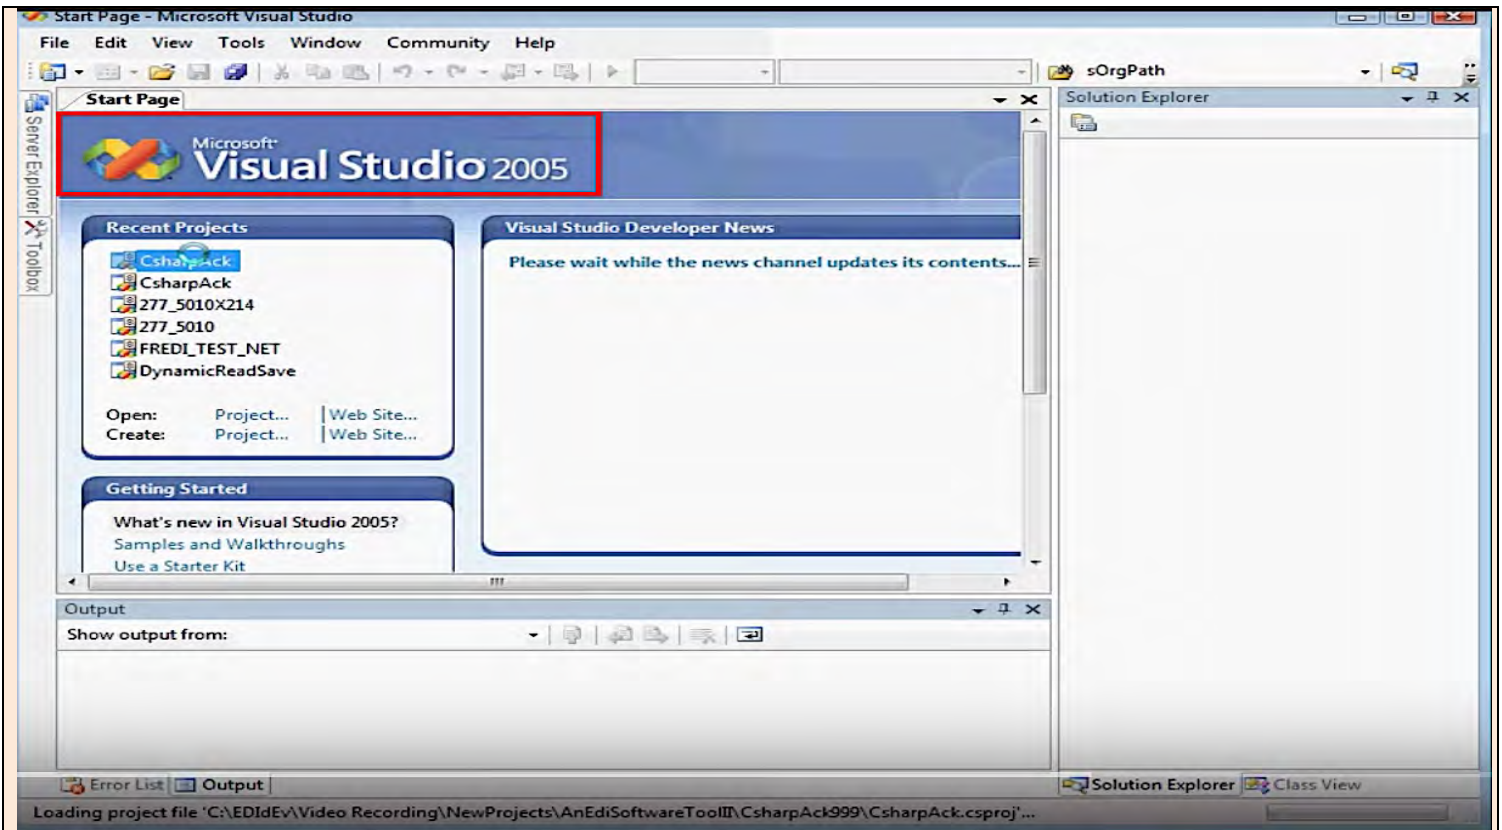 Start Page - Microsoft Visual Studio
File Edit View Tools Window Community Help
sOrgPath
Server Explorer
Toolbox
Start Page
Microsoft
Visual Studio 2005
Recent Projects
CsharpAck
CsharpAck
277_5010X214
277_5010
FREDI_TEST_NET
DynamicReadSave
Open: Project... | Web Site...
Create: Project... | Web Site...
Getting Started
What's new in Visual Studio 2005?
Samples and Walkthroughs
Use a Starter Kit
Visual Studio Developer News
Please wait while the news channel updates its contents...
Solution Explorer
Output
Show output from:
Error List Output
Solution Explorer Class View
Loading project file 'C:\EDIdEv\Video Recording\NewProjects\AnEdiSoftwareToolII\CsharpAck999\CsharpAck.csproj'...